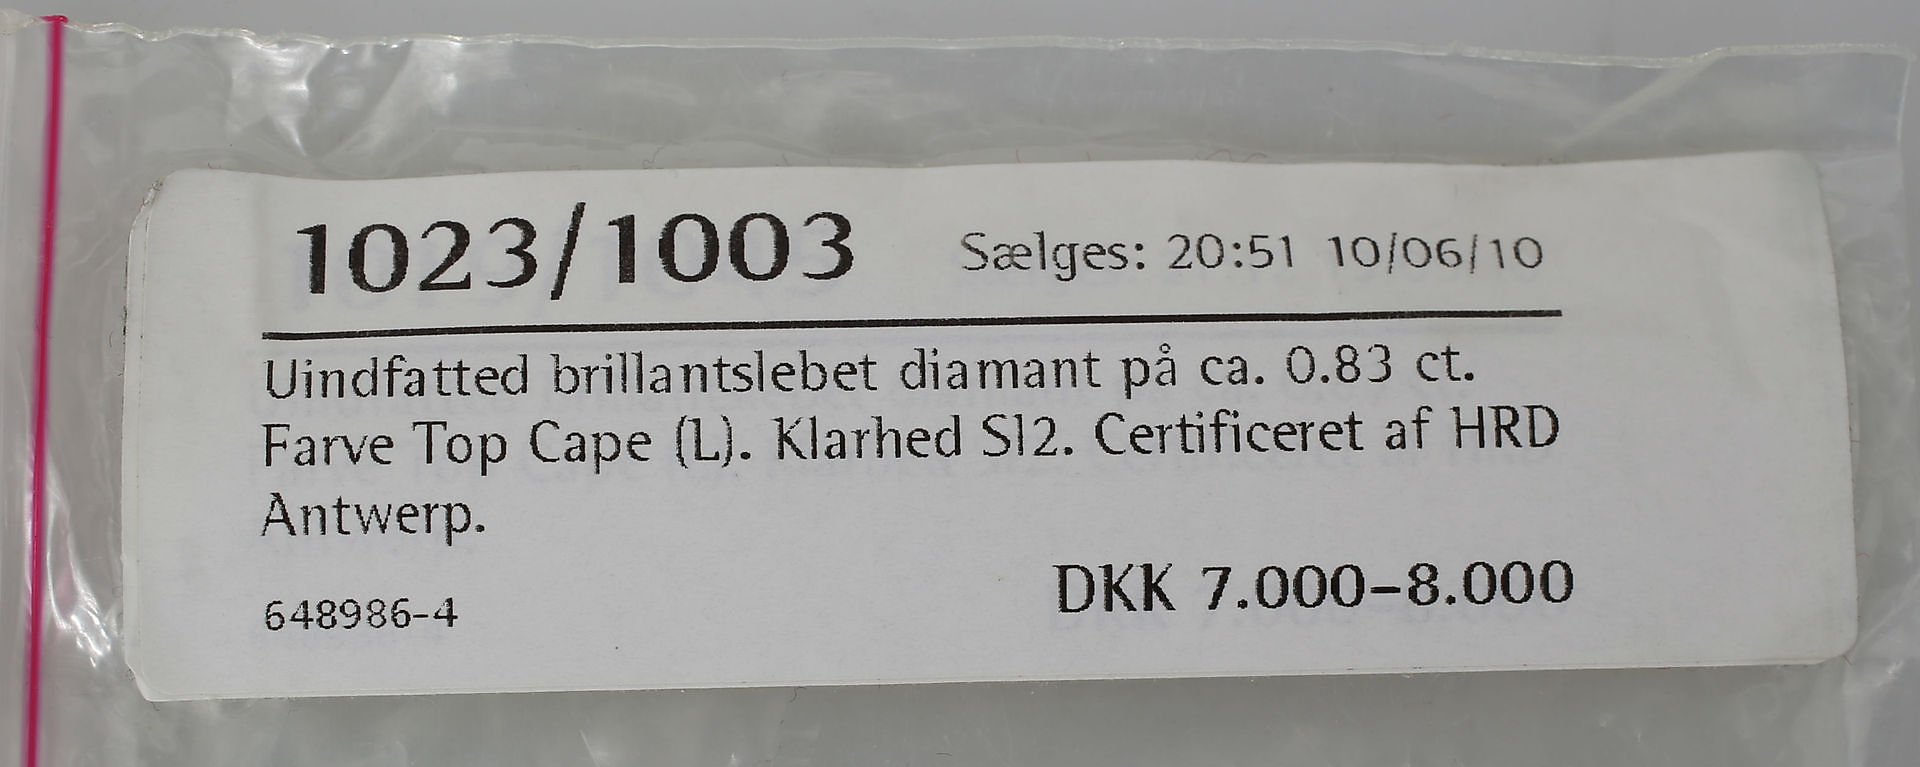 1023/1003 Sælges: 20:51 10/06/10
Uindfatted brillantslebet diamant på ca. 0.83 ct.
Farve Top Cape (L). Klarhed SI2. Certificeret af HRD
Antwerp.
DKK 7.000-8.000
648986-4